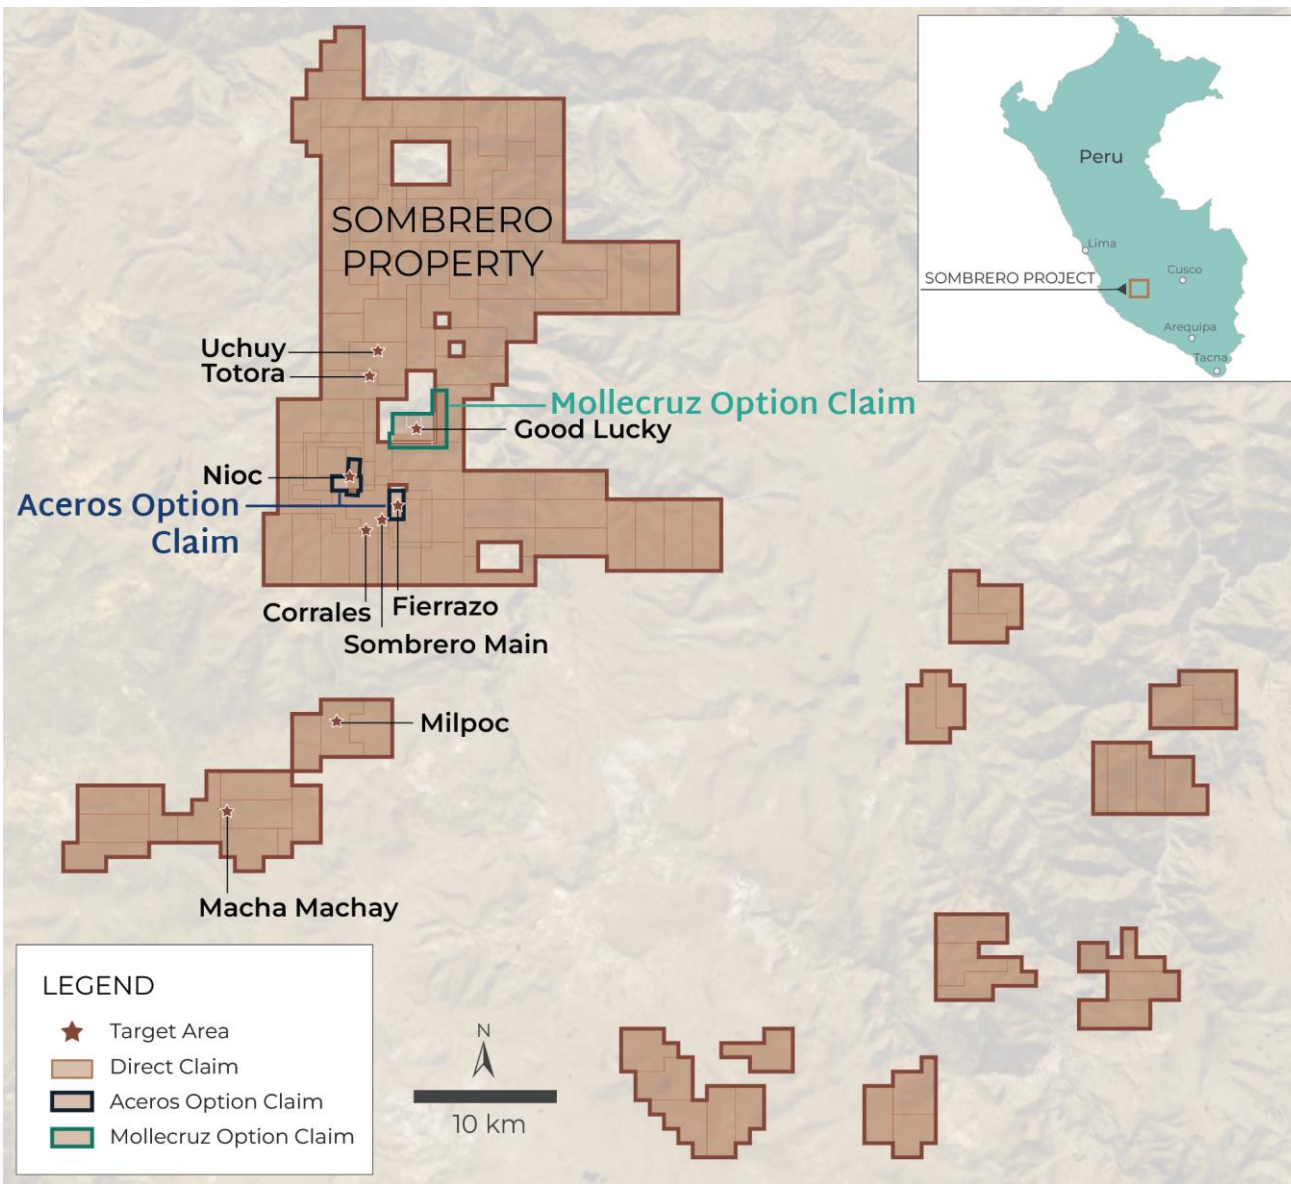 SOMBRERO
PROPERTY
Uchuy
Totora
Mollecruz Option Claim
Good Lucky
Nioc
Aceros Option
Claim
Corrales
Fierrazo
Sombrero Main
Milpoc
Macha Machay
Peru
Lima
Cusco
SOMBRERO PROJECT
Arequipa
Tacna
LEGEND
Target Area
Direct Claim
Aceros Option Claim
Mollecruz Option Claim
N
10 km